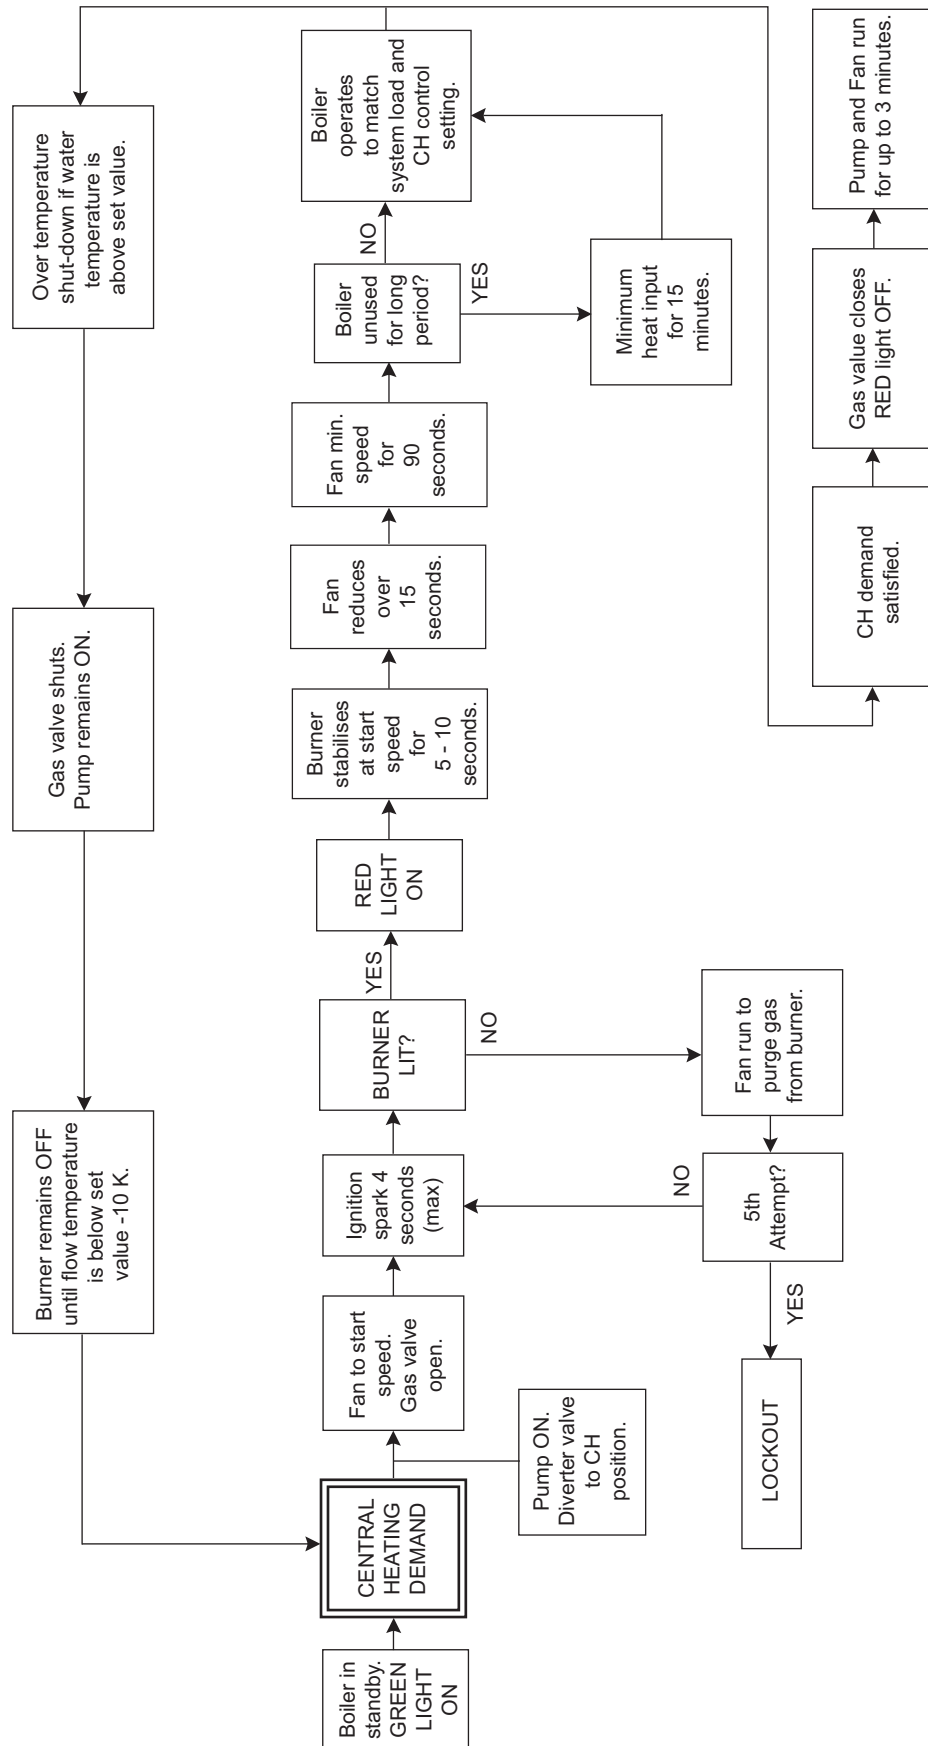 Boiler in
standby.
GREEN
LIGHT
ON
CENTRAL
HEATING
DEMAND
Pump ON.
Diverter valve
to CH
position.
Fan to start
speed.
Gas valve
open.
Ignition
spark 4
seconds
(max)
BURNER
LIT?
YES
NO
RED
LIGHT
ON
Burner
stabilises
at start
speed
for
5 - 10
seconds.
Fan
reduces
over
15
seconds.
Fan min.
speed
for
90
seconds.
Boiler
unused
for long
period?
NO
YES
Boiler
operates
to match
system load and
CH control
setting.
Minimum
heat input
for 15
minutes.
Fan run to
purge gas
from burner.
5th
Attempt?
NO
YES
LOCKOUT
Over temperature
shut-down if water
temperature is
above set value.
Gas valve shuts.
Pump remains ON.
Burner remains OFF
until flow temperature
is below set
value -10 K.
CH demand
satisfied.
Gas value closes
RED light OFF.
Pump and Fan run
for up to 3 minutes.